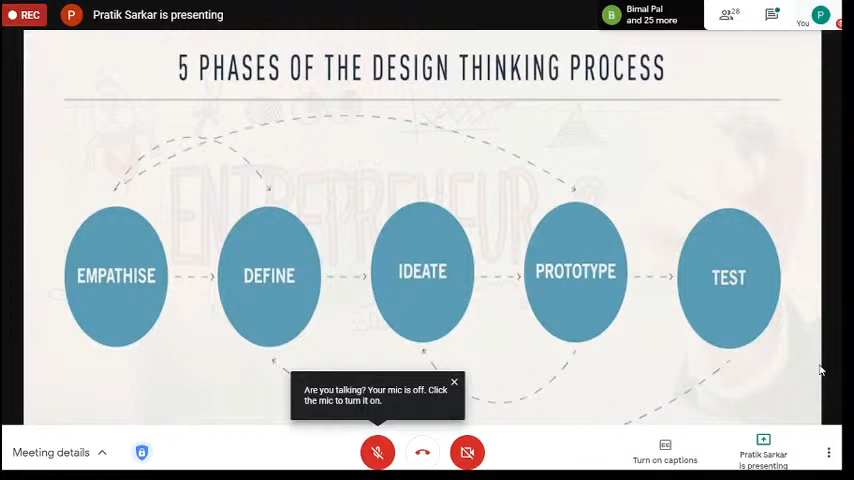 REC
P
Pratik Sarkar is presenting
B
Bimal Pal
and 25 more
28
You
P
5 PHASES OF THE DESIGN THINKING PROCESS
ENTREPRENEUR
EMPATHISE
DEFINE
IDEATE
PROTOTYPE
TEST
Are you talking? Your mic is off. Click
the mic to turn it on.
Meeting details
CC
Turn on captions
Pratik Sarkar
is presenting